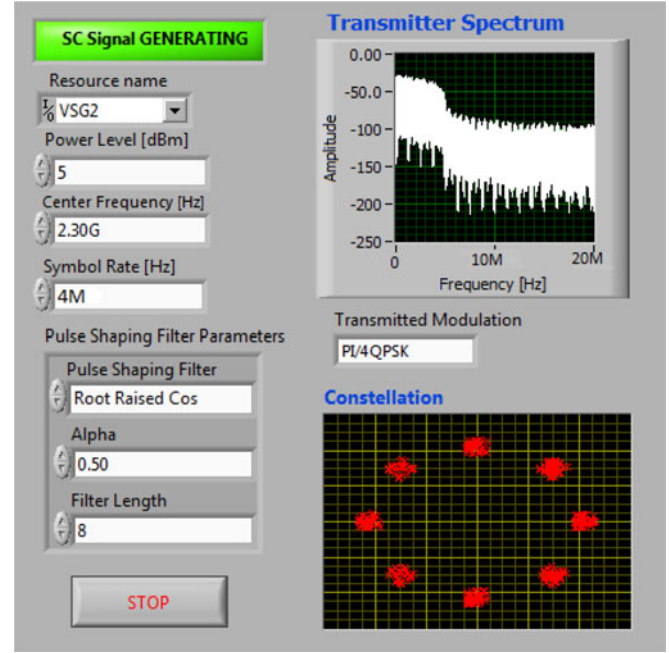 SC Signal GENERATING
Resource name
I/O VSG2
Power Level [dBm]
5
Center Frequency [Hz]
2.30G
Symbol Rate [Hz]
4M
Pulse Shaping Filter Parameters
Pulse Shaping Filter
Root Raised Cos
Alpha
0.50
Filter Length
8
STOP
Transmitter Spectrum
Amplitude
0.00
-50.0
-100
-150
-200
-250
0 10M 20M
Frequency [Hz]
Transmitted Modulation
PI/4QPSK
Constellation